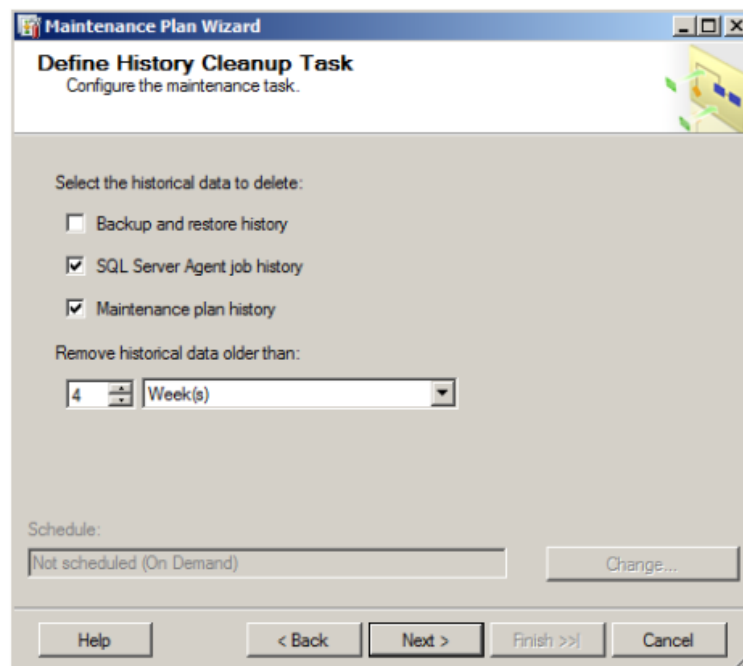 Maintenance Plan Wizard
Define History Cleanup Task
Configure the maintenance task.
Select the historical data to delete:
Backup and restore history
SQL Server Agent job history
Maintenance plan history
Remove historical data older than:
4 Week(s)
Schedule:
Not scheduled (On Demand) Change...
Help < Back Next > Finish >>| Cancel